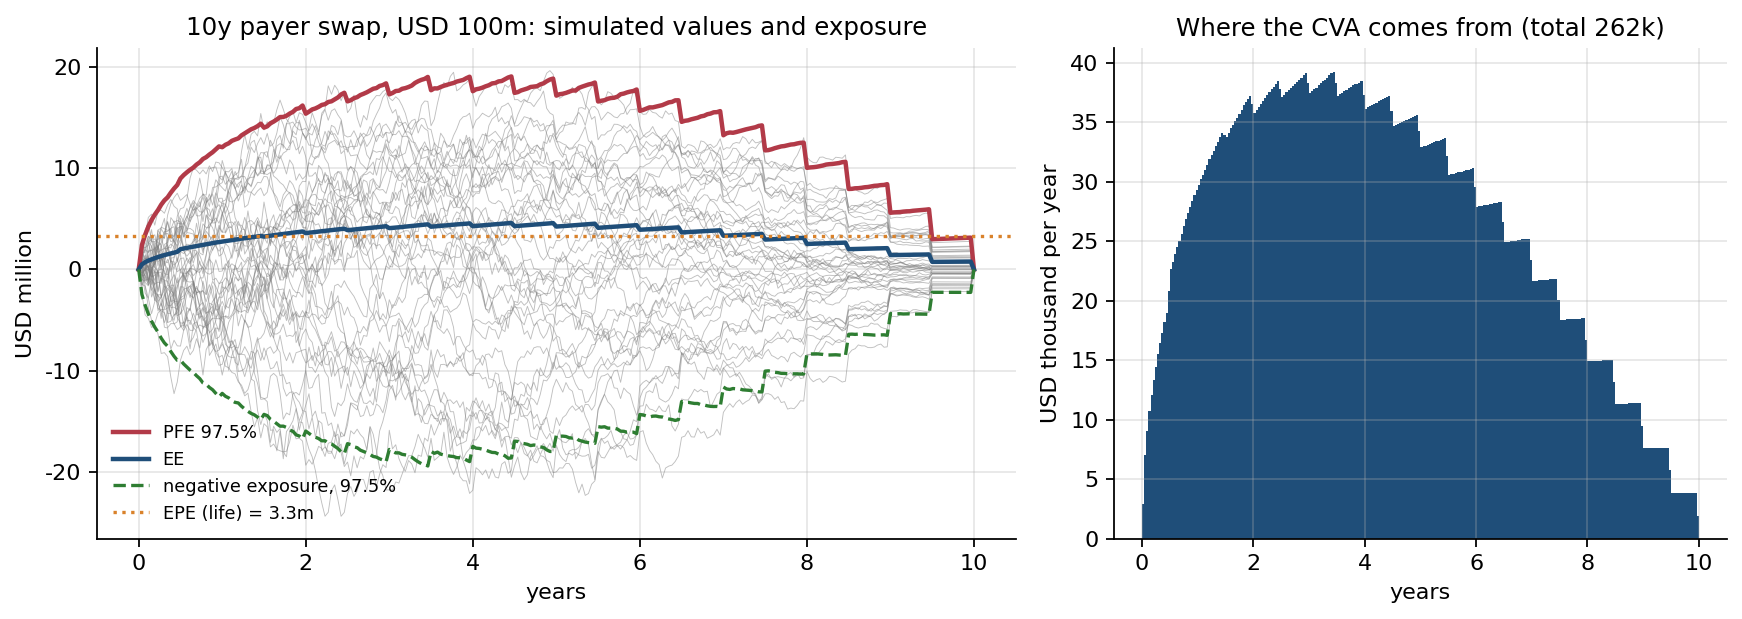 10y payer swap, USD 100m: simulated values and exposure
USD million
20
10
0
-10
-20
PFE 97.5%
EE
negative exposure, 97.5%
EPE (life) = 3.3m
0 2 4 6 8 10
years
Where the CVA comes from (total 262k)
USD thousand per year
40
35
30
25
20
15
10
5
0
0 2 4 6 8 10
years